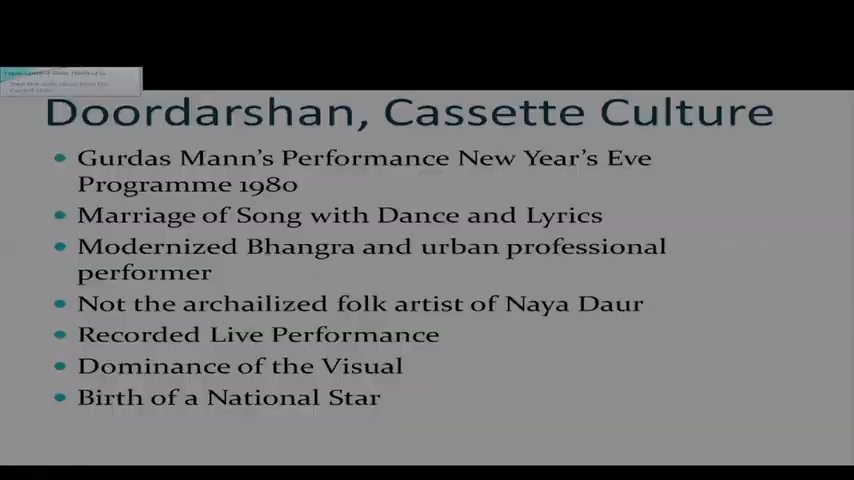 Doordarshan, Cassette Culture
Gurdas Mann's Performance New Year's Eve
Programme 1980
Marriage of Song with Dance and Lyrics
Modernized Bhangra and urban professional
performer
Not the archailized folk artist of Naya Daur
Recorded Live Performance
Dominance of the Visual
Birth of a National Star